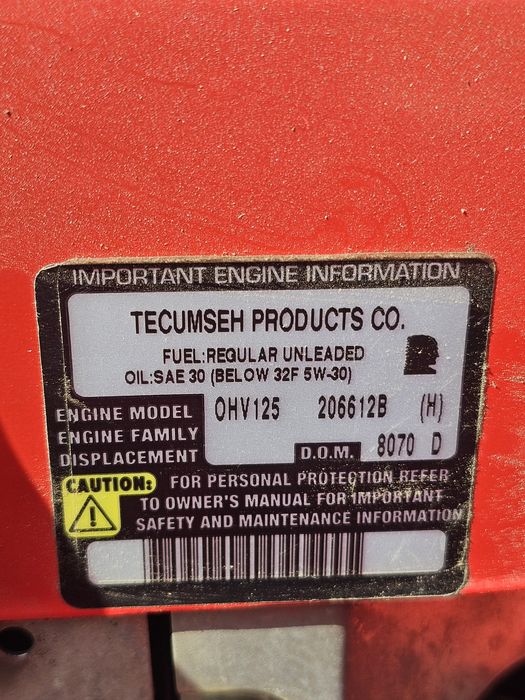 IMPORTANT ENGINE INFORMATION
TECUMSEH PRODUCTS CO.
FUEL:REGULAR UNLEADED
OIL:SAE 30 (BELOW 32F 5W-30)
ENGINE MODEL OHV125 206612B (H)
ENGINE FAMILY
DISPLACEMENT D.O.M. 8070 D
CAUTION: FOR PERSONAL PROTECTION REFER
TO OWNER'S MANUAL FOR IMPORTANT
SAFETY AND MAINTENANCE INFORMATION